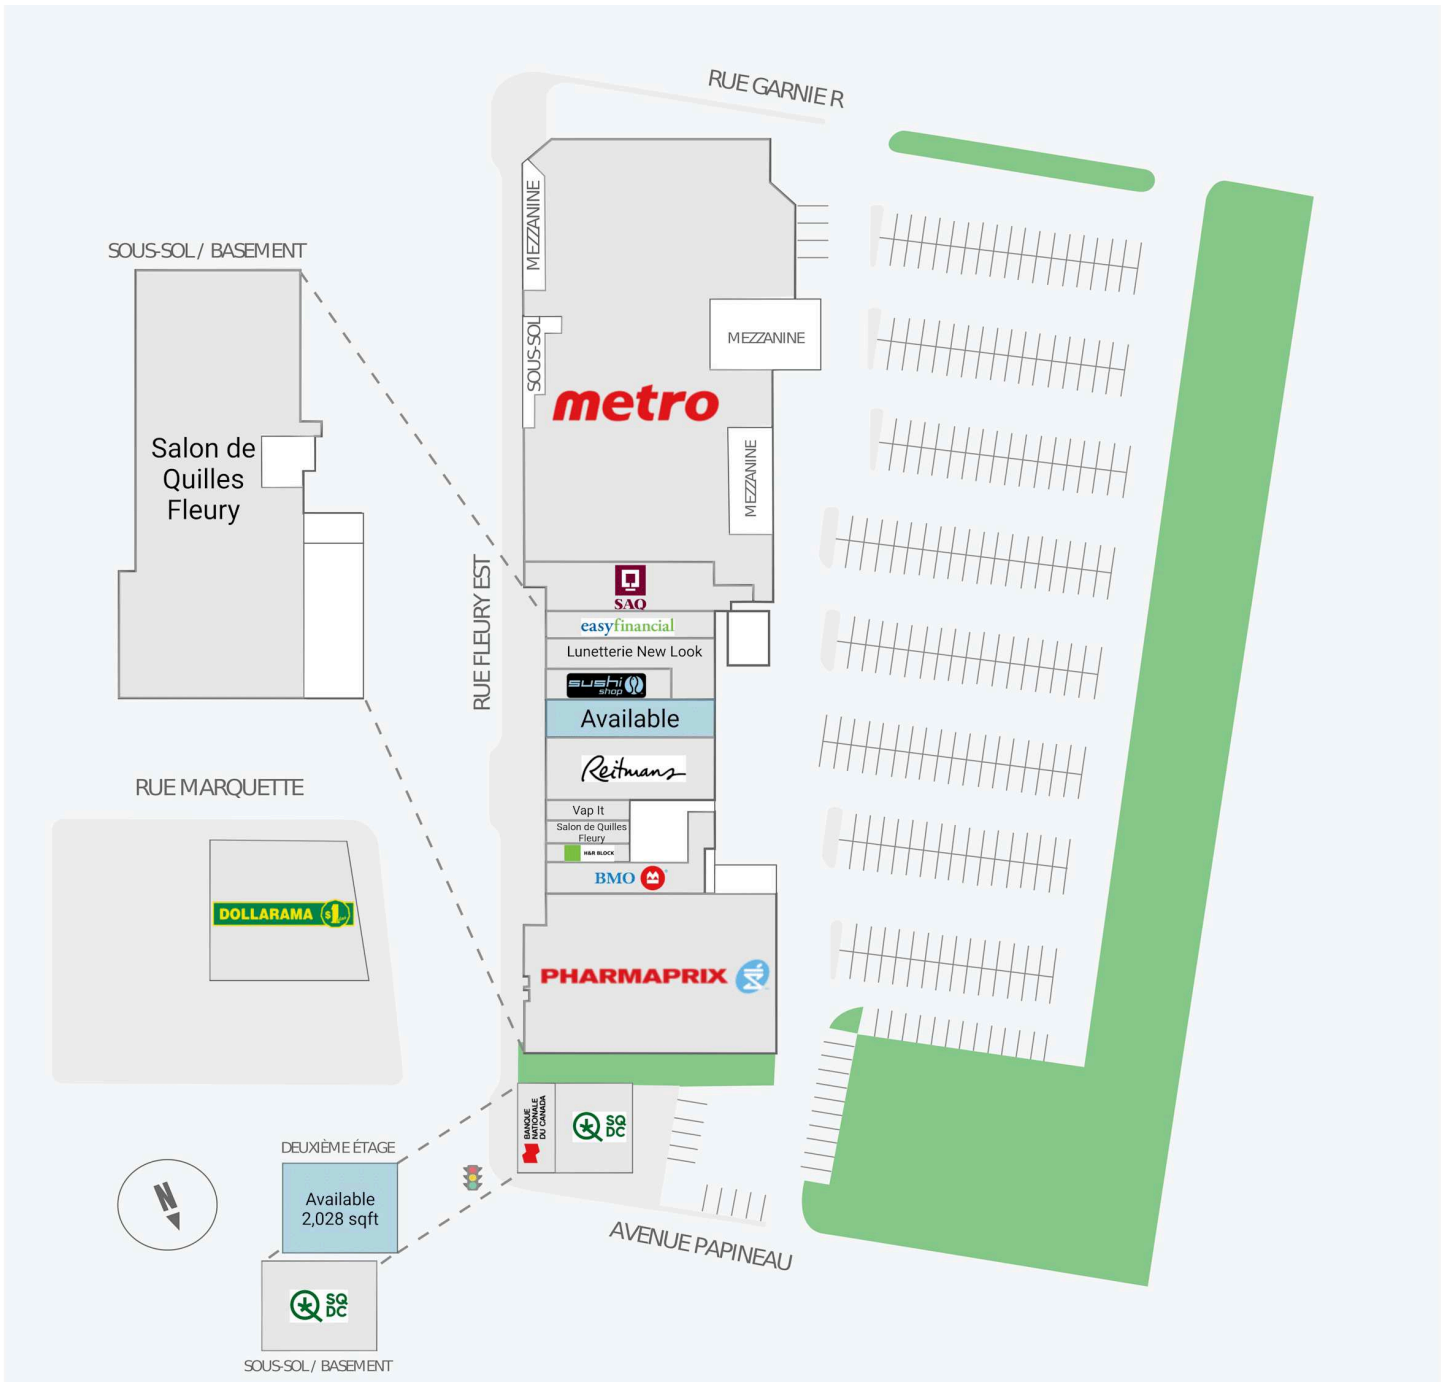 RUE GARNIE R
MEZZANINE
SOUS-SOL / BASEMENT
SOUS-SOL
MEZZANINE
metro
Salon de
Quilles
Fleury
MEZZANINE
RUE FLEURY EST
SAQ
easyfinancial
Lunetterie New Look
sushi
shop
Available
Reitmans
RUE MARQUETTE
Vap It
Salon de Quilles
Fleury
H&R BLOCK
BMO
DOLLARAMA $1
PHARMAPRIX
BANQUE
NATIONALE
DU CANADA
SQ
DC
DEUXIÈME ÉTAGE
Available
2,028 sqft
N
AVENUE PAPINEAU
SQ
DC
SOUS-SOL / BASEMENT